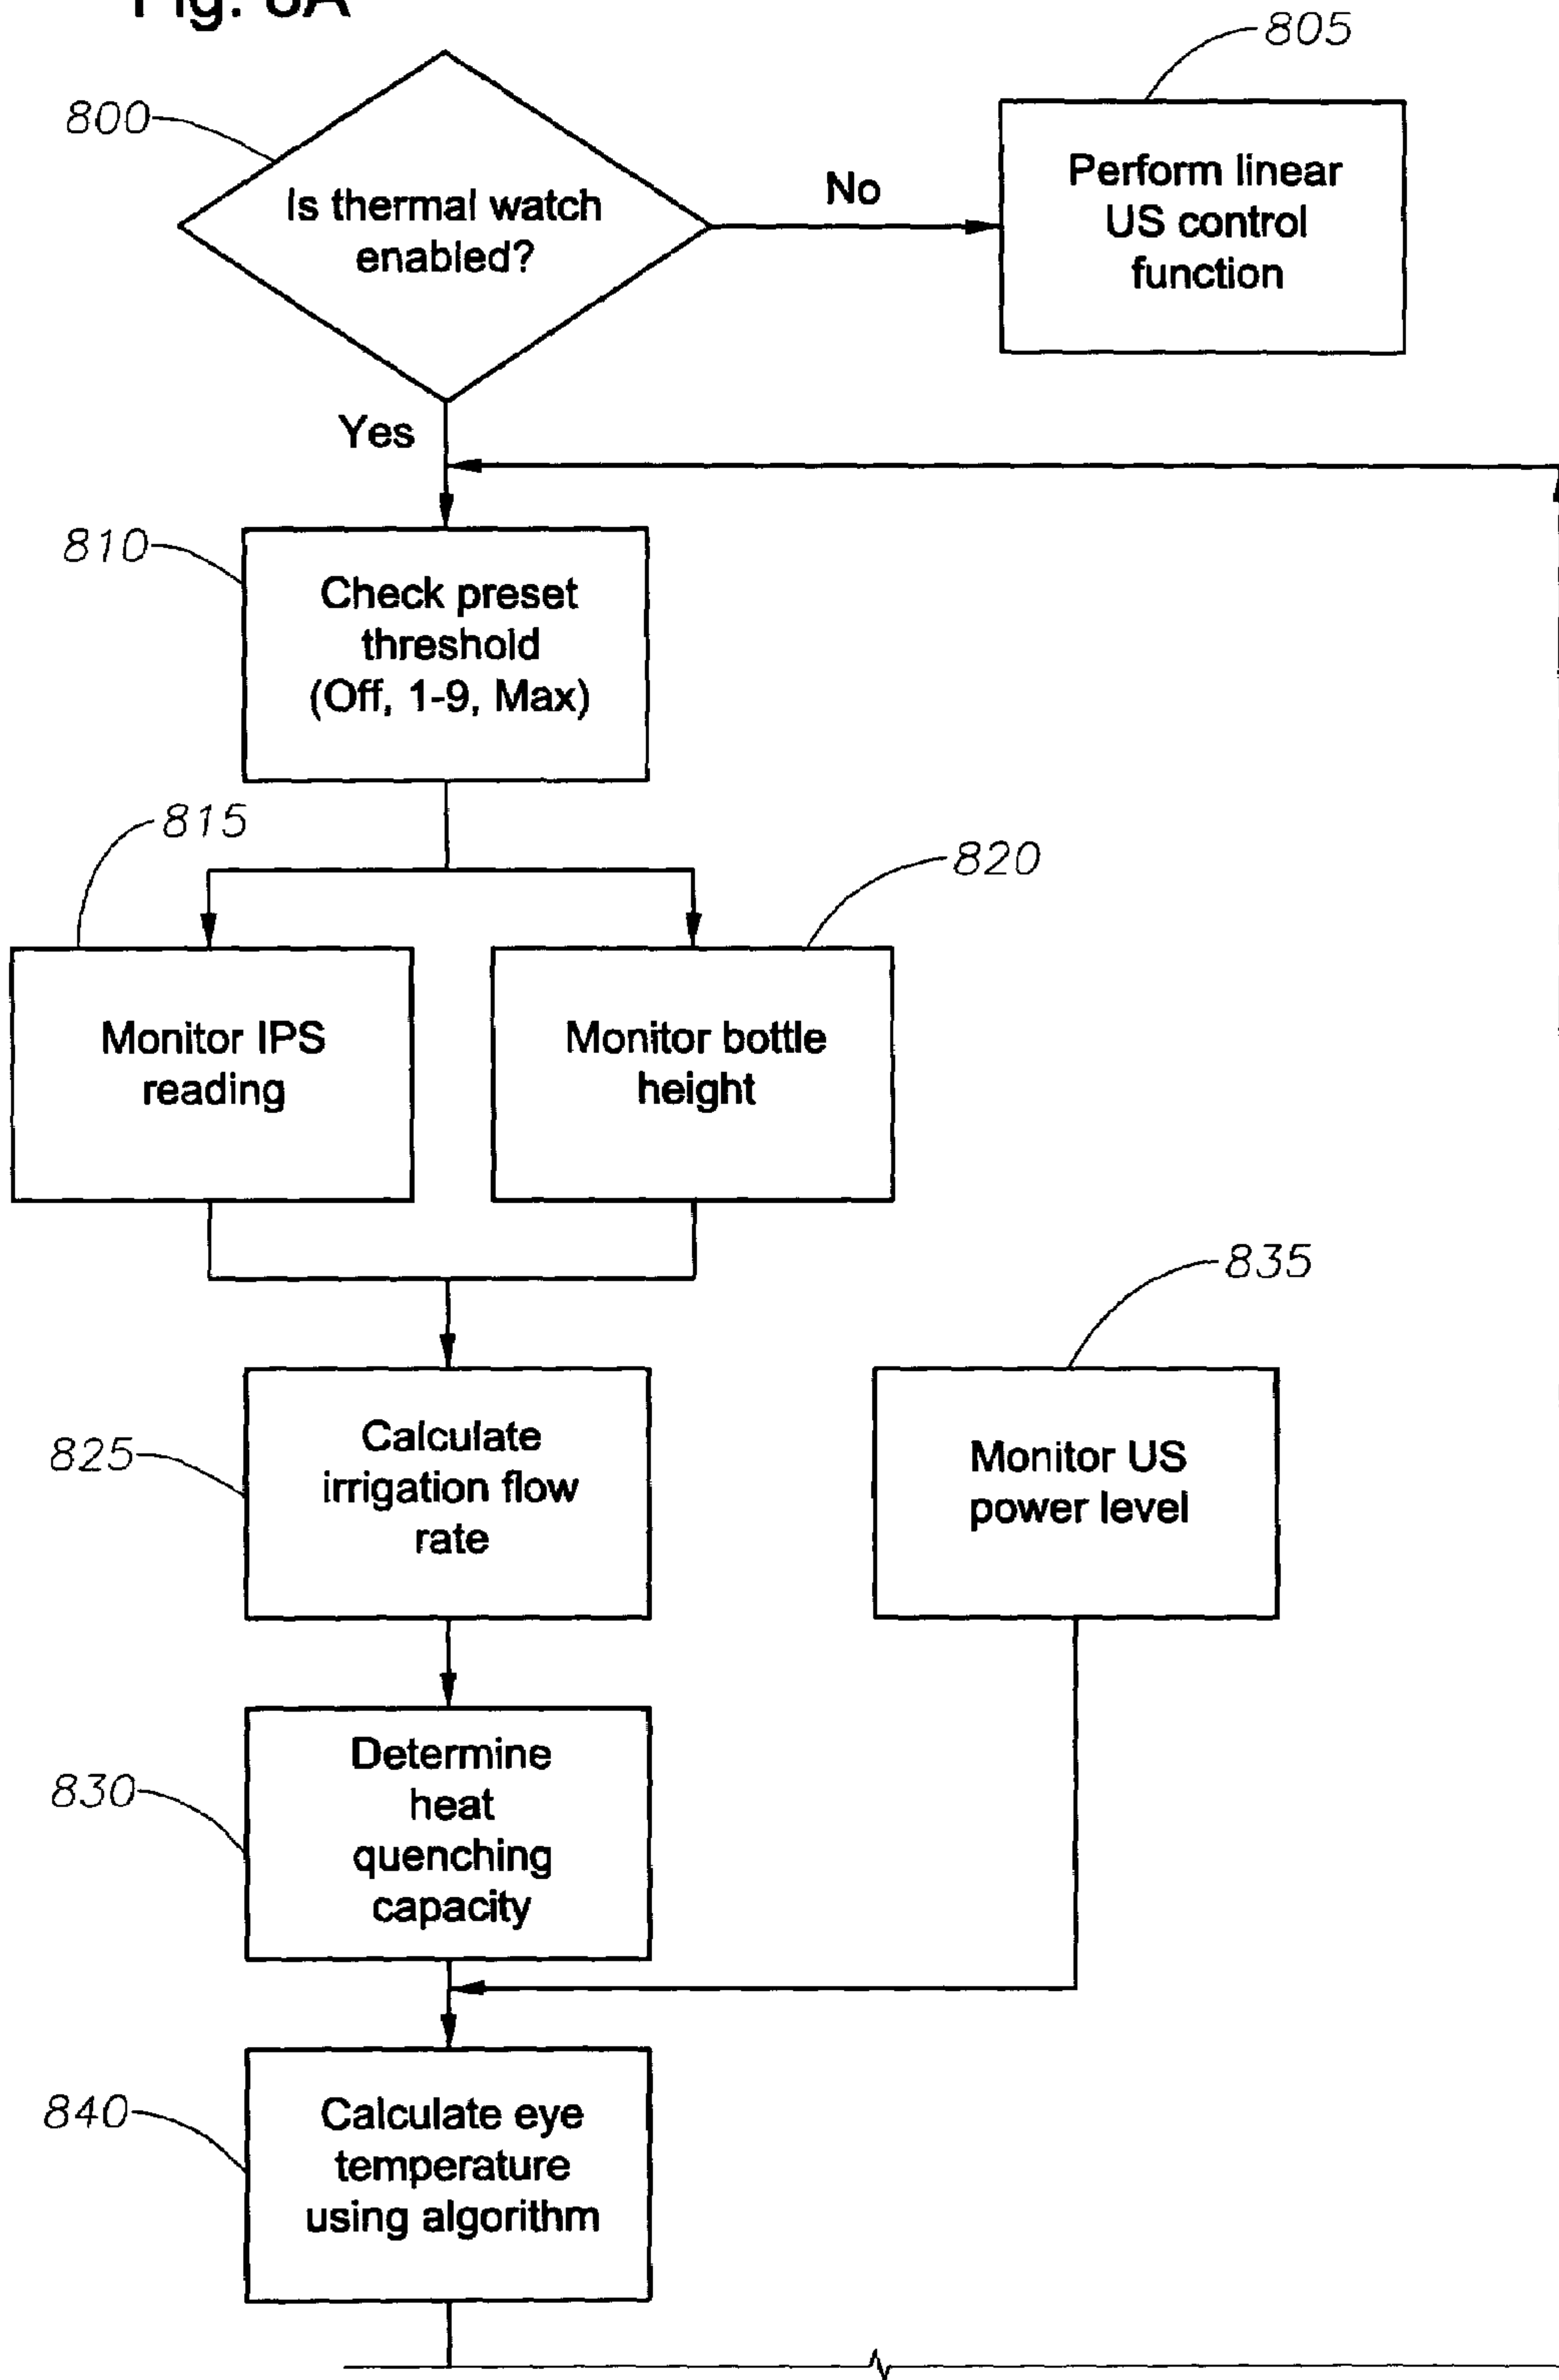 Fig. 8A
805
800
Is thermal watch
enabled?
No
Perform linear
US control
function
Yes
810
Check preset
threshold
(Off, 1-9, Max)
815
820
Monitor IPS
reading
Monitor bottle
height
835
825
Calculate
irrigation flow
rate
Monitor US
power level
830
Determine
heat
quenching
capacity
840
Calculate eye
temperature
using algorithm